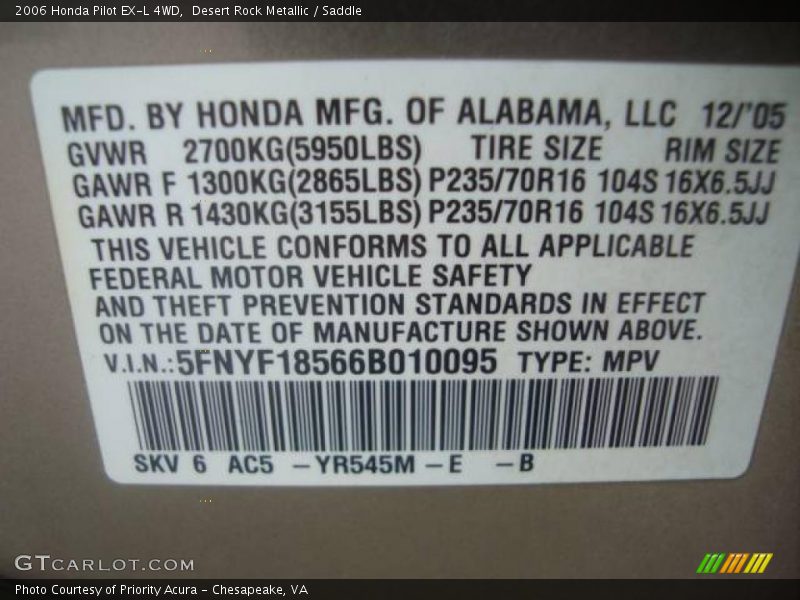 2006 Honda Pilot EX-L 4WD,  Desert Rock Metallic / Saddle
MFD. BY HONDA MFG. OF ALABAMA, LLC 12/'05
GVWR 2700KG(5950LBS) TIRE SIZE RIM SIZE
GAWR F 1300KG(2865LBS) P235/70R16 104S 16X6.5JJ
GAWR R 1430KG(3155LBS) P235/70R16 104S 16X6.5JJ
THIS VEHICLE CONFORMS TO ALL APPLICABLE
FEDERAL MOTOR VEHICLE SAFETY
AND THEFT PREVENTION STANDARDS IN EFFECT
ON THE DATE OF MANUFACTURE SHOWN ABOVE.
V.I.N.:5FNYF18566B010095 TYPE: MPV
SKV 6 AC5 -YR545M -E -B
GTCARLOT.COM
Photo Courtesy of Priority Acura - Chesapeake, VA